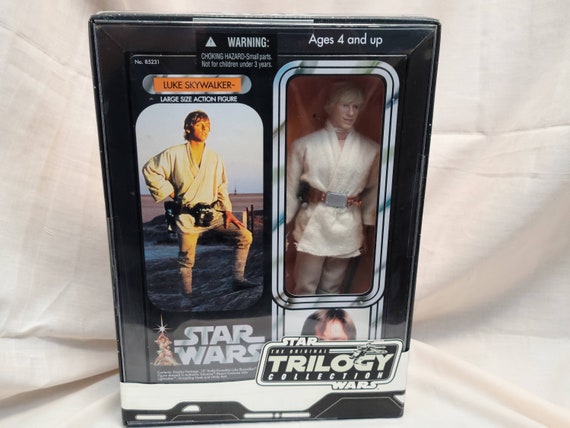 WARNING:
CHOKING HAZARD-Small parts.
Not for children under 3 years.
Ages 4 and up
No. 85231
LUKE SKYWALKER™
LARGE SIZE ACTION FIGURE
STAR
WARS
STAR
THE ORIGINAL
TRILOGY
COLLECTION
WARS